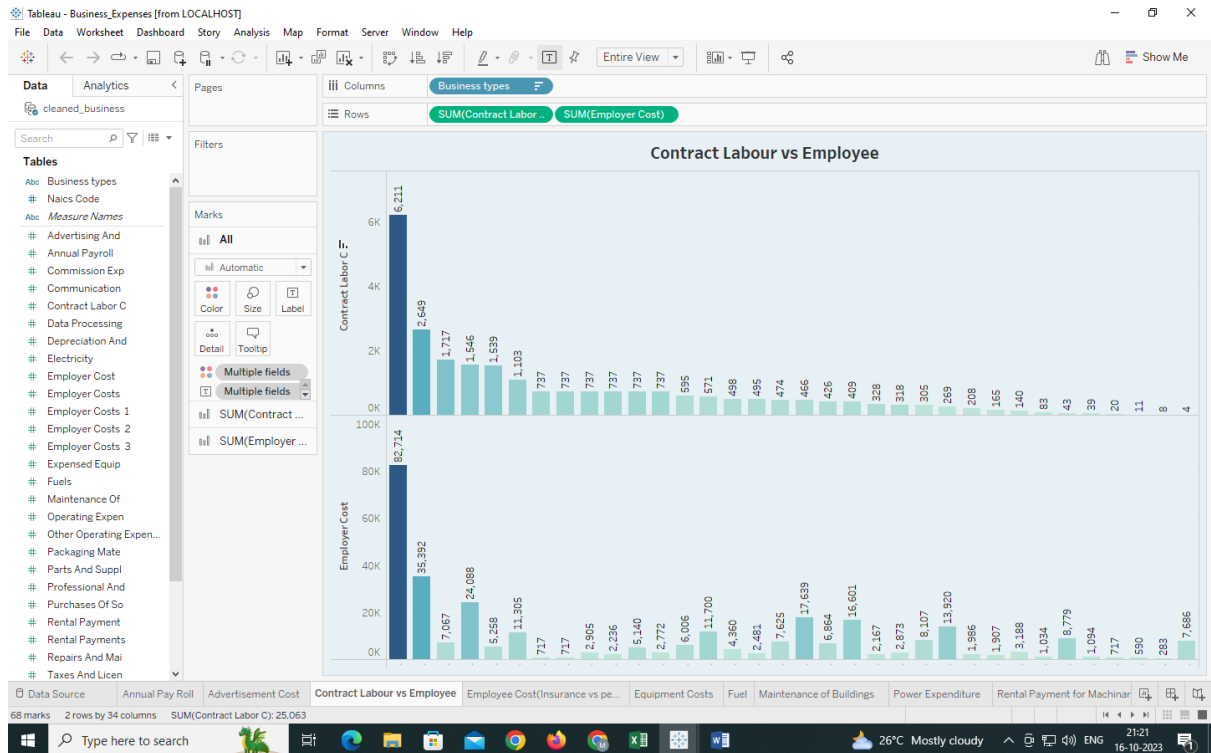 Tableau - Business_Expenses [from LOCALHOST]
File Data Worksheet Dashboard Story Analysis Map Format Server Window Help
Entire View
Show Me
Data Analytics
cleaned_business
Search
Tables
Abc Business types
# Naics Code
Abc Measure Names
# Advertising And
# Annual Payroll
# Commission Exp
# Communication
# Contract Labor C
# Data Processing
# Depreciation And
# Electricity
# Employer Cost
# Employer Costs
# Employer Costs 1
# Employer Costs 2
# Employer Costs 3
# Expensed Equip
# Fuels
# Maintenance Of
# Operating Expen
# Other Operating Expen...
# Packaging Mate
# Parts And Suppl
# Professional And
# Purchases Of So
# Rental Payment
# Rental Payments
# Repairs And Mai
# Taxes And Licen
Pages
Filters
Marks
All
Automatic
Color Size Label
Detail Tooltip
Multiple fields
Multiple fields
SUM(Contract ...
SUM(Employer ...
Columns Business types
Rows SUM(Contract Labor .. SUM(Employer Cost)
Contract Labour vs Employee
Contract Labor C
6K
4K
2K
0K
6,211 2,649 1,717 1,546 1,539 1,103 737 737 737 737 737 737 595 571 498 495 474 466 426 409 328 318 305 269 208 165 140 83 43 39 20 11 8 4
Employer Cost
100K
80K
60K
40K
20K
0K
82,714 35,392 7,067 24,088 5,258 11,305 717 717 2,905 2,236 5,140 2,772 6,006 11,700 4,360 2,481 7,625 17,639 6,864 16,601 2,167 2,873 8,107 13,920 1,986 1,907 3,188 1,034 8,779 1,094 717 590 283 7,686
Data Source Annual Pay Roll Advertisement Cost Contract Labour vs Employee Employee Cost(Insurance vs pe... Equipment Costs Fuel Maintenance of Buildings Power Expenditure Rental Payment for Machinar
68 marks 2 rows by 34 columns SUM(Contract Labor C): 25,063
Type here to search
26°C Mostly cloudy
ENG
21:21
16-10-2023